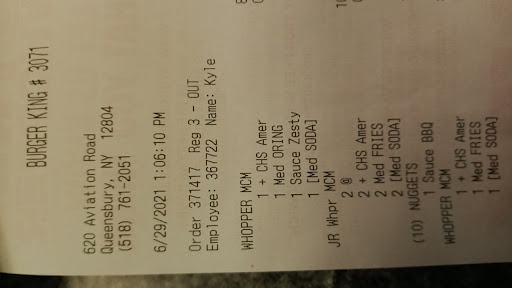 BURGER KING # 3071
620 Aviation Road
Queensbury, NY 12804
(518) 761-2051
6/29/2021 1:06:10 PM
Order 371417 Reg 3 - OUT
Employee: 367722 Name: Kyle
WHOPPER MCM
1 + CHS Amer
1 Med ORING
1 Sauce Zesty
1 [Med SODA]
JR Whpr MCM
2 @
2 + CHS Amer
2 Med FRIES
2 [Med SODA]
(10) NUGGETS
1 Sauce BBQ
WHOPPER MCM
1 + CHS Amer
1 Med FRIES
1 [Med SODA]